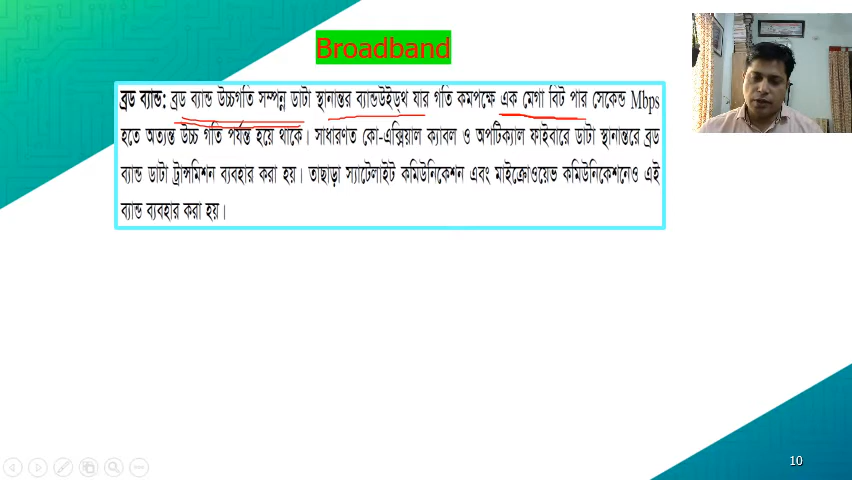 Broadband
ব্রড ব্যান্ড: ব্রড ব্যান্ড উচ্চগতি সম্পন্ন ডাটা স্থানান্তর ব্যান্ডউইড্থ যার গতি কমপক্ষে এক মেগা বিট পার সেকেন্ড Mbps
হতে অত্যন্ত উচ্চ গতি পর্যন্ত হয়ে থাকে। সাধারণত কো-এক্সিয়াল ক্যাবল ও অপটিক্যাল ফাইবারে ডাটা স্থানান্তরে ব্রড
ব্যান্ড ডাটা ট্রান্সমিশন ব্যবহার করা হয়। তাছাড়া স্যাটেলাইট কমিউনিকেশন এবং মাইক্রোওয়েভ কমিউনিকেশনেও এই
ব্যান্ড ব্যবহার করা হয়।
10